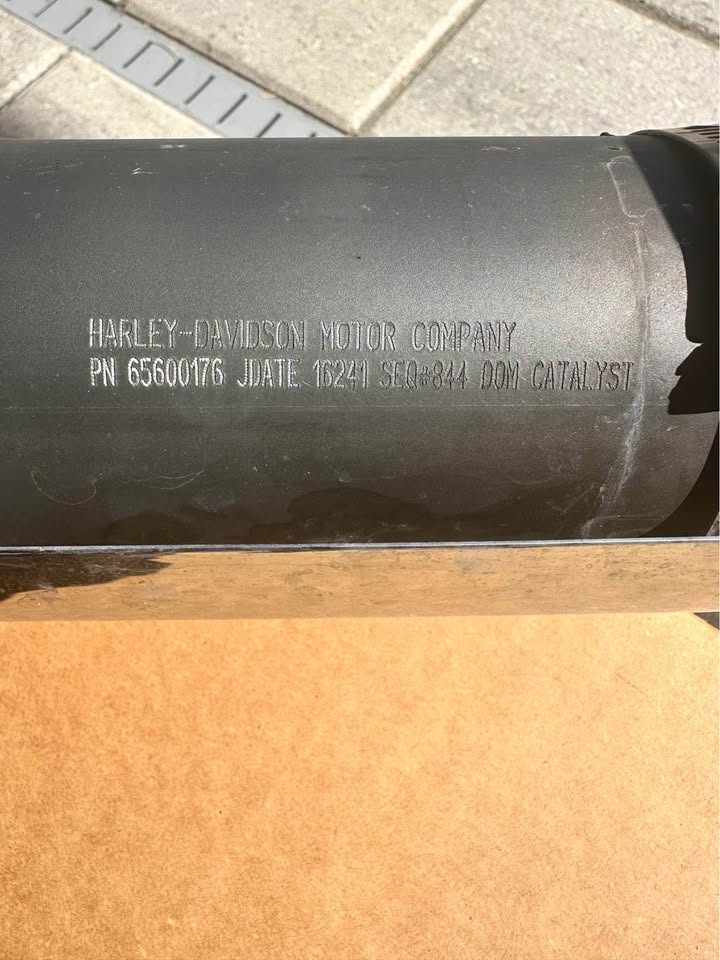 HARLEY-DAVIDSON MOTOR COMPANY
PN 65600176 JDATE 16241 SEQ#844 DOM CATALYST